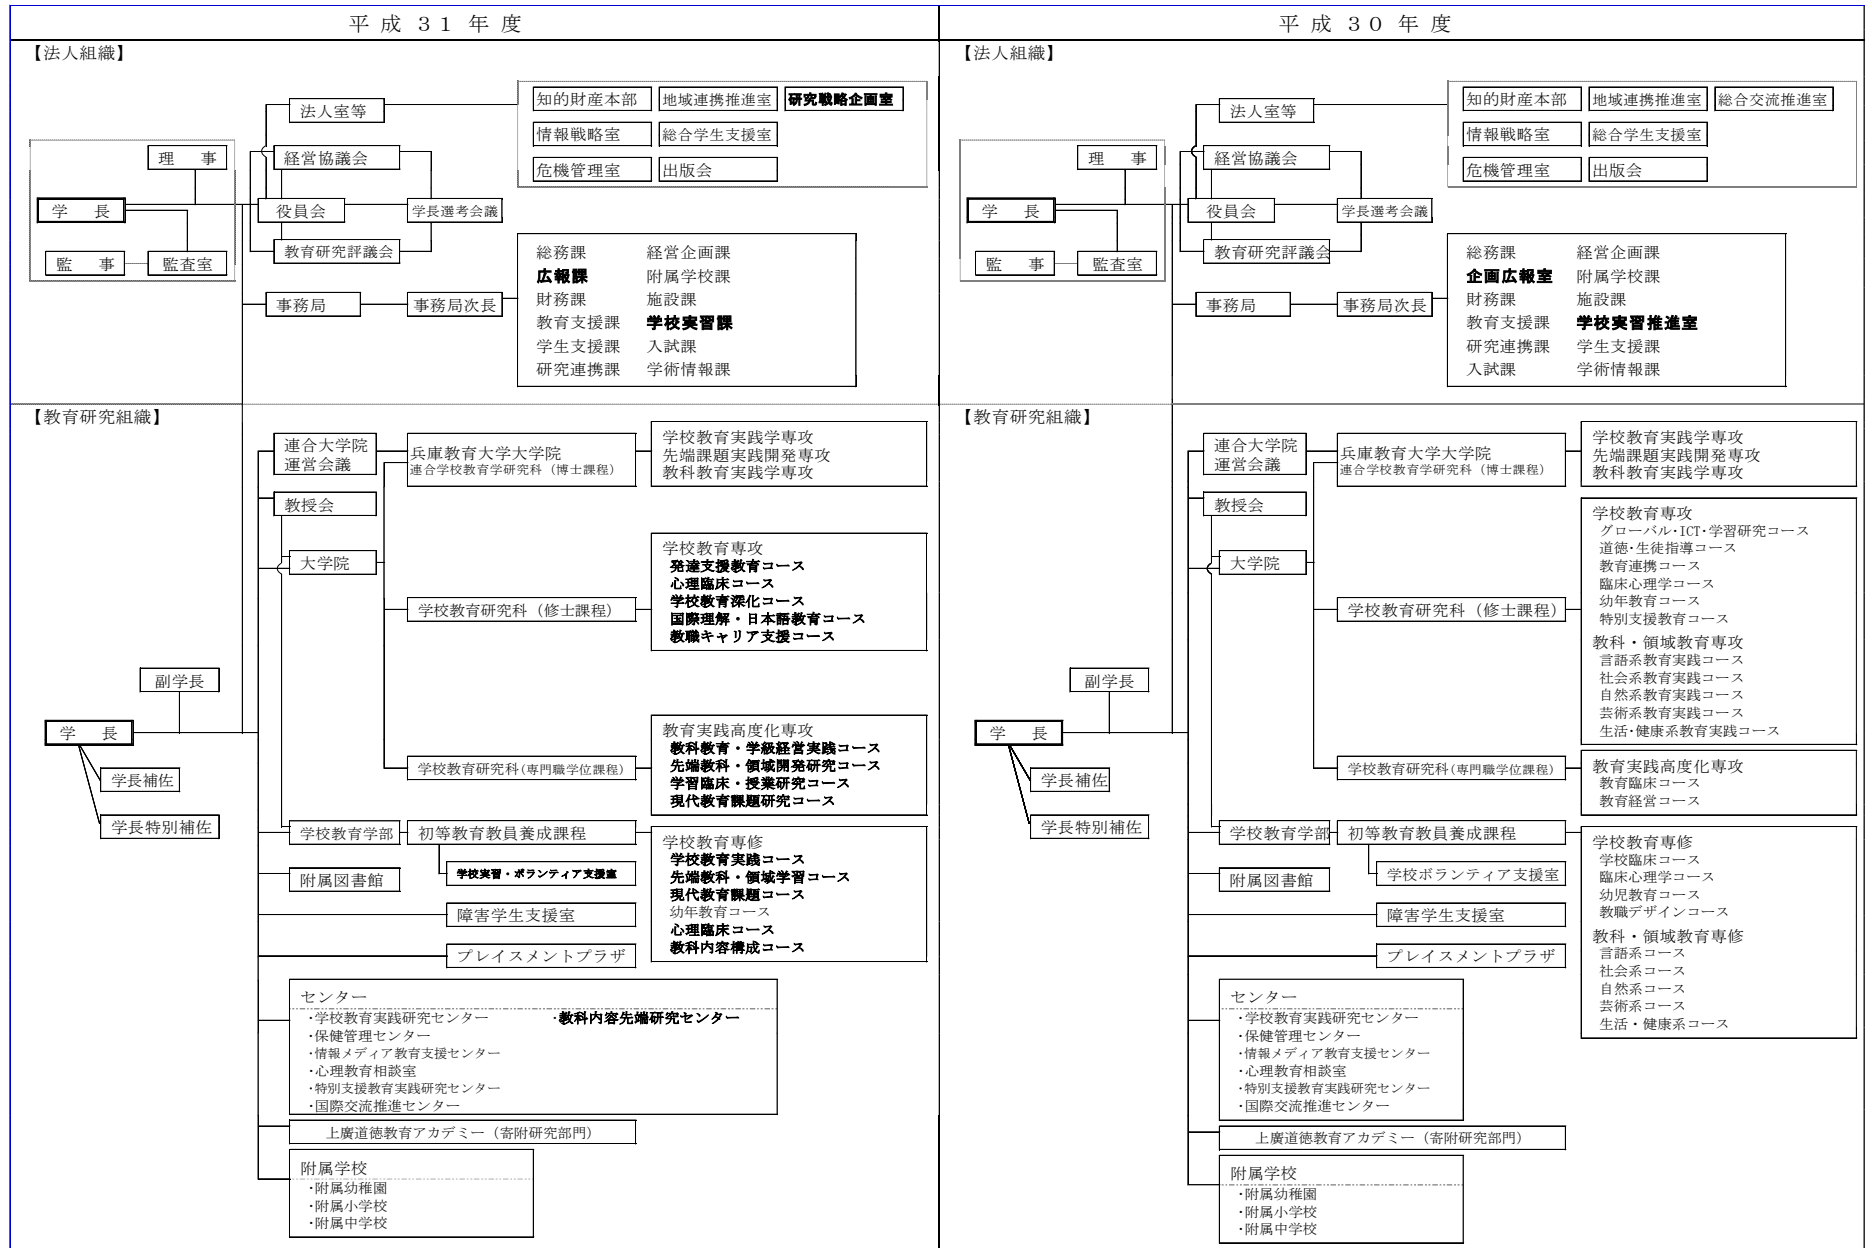 平成31年度
【法人組織】
法人室等
知的財産本部 地域連携推進室 研究戦略企画室
情報戦略室 総合学生支援室
危機管理室 出版会
理 事
経営協議会
学 長
役員会
学長選考会議
教育研究評議会
監 事
監査室
事務局
事務局次長
総務課 経営企画課
広報課 附属学校課
財務課 施設課
教育支援課 学校実習課
学生支援課 入試課
研究連携課 学術情報課
【教育研究組織】
連合大学院
運営会議
兵庫教育大学大学院
連合学校教育学研究科（博士課程）
学校教育実践学専攻
先端課題実践開発専攻
教科教育実践学専攻
教授会
大学院
学校教育研究科（修士課程）
学校教育専攻
発達支援教育コース
心理臨床コース
学校教育深化コース
国際理解・日本語教育コース
教職キャリア支援コース
副学長
学 長
学長補佐
学長特別補佐
学校教育研究科(専門職学位課程)
教育実践高度化専攻
教科教育・学級経営実践コース
先端教科・領域開発研究コース
学習臨床・授業研究コース
現代教育課題研究コース
学校教育学部
初等教育教員養成課程
学校実習・ボランティア支援室
学校教育専修
学校教育実践コース
先端教科・領域学習コース
現代教育課題コース
幼年教育コース
心理臨床コース
教科内容構成コース
附属図書館
障害学生支援室
プレイスメントプラザ
センター
・学校教育実践研究センター ・教科内容先端研究センター
・保健管理センター
・情報メディア教育支援センター
・心理教育相談室
・特別支援教育実践研究センター
・国際交流推進センター
上廣道徳教育アカデミー（寄附研究部門）
附属学校
・附属幼稚園
・附属小学校
・附属中学校
平成30年度
【法人組織】
法人室等
知的財産本部 地域連携推進室 総合交流推進室
情報戦略室 総合学生支援室
危機管理室 出版会
理 事
経営協議会
学 長
役員会
学長選考会議
教育研究評議会
監 事
監査室
事務局
事務局次長
総務課 経営企画課
企画広報室 附属学校課
財務課 施設課
教育支援課 学校実習推進室
研究連携課 学生支援課
入試課 学術情報課
【教育研究組織】
連合大学院
運営会議
兵庫教育大学大学院
連合学校教育学研究科（博士課程）
学校教育実践学専攻
先端課題実践開発専攻
教科教育実践学専攻
教授会
大学院
学校教育研究科（修士課程）
学校教育専攻
グローバル・ICT・学習研究コース
道徳・生徒指導コース
教育連携コース
臨床心理学コース
幼年教育コース
特別支援教育コース
教科・領域教育専攻
言語系教育実践コース
社会系教育実践コース
自然系教育実践コース
芸術系教育実践コース
生活・健康系教育実践コース
副学長
学 長
学長補佐
学長特別補佐
学校教育研究科(専門職学位課程)
教育実践高度化専攻
教育臨床コース
教育経営コース
学校教育学部
初等教育教員養成課程
学校ボランティア支援室
学校教育専修
学校臨床コース
臨床心理学コース
幼児教育コース
教職デザインコース
教科・領域教育専修
言語系コース
社会系コース
自然系コース
芸術系コース
生活・健康系コース
附属図書館
障害学生支援室
プレイスメントプラザ
センター
・学校教育実践研究センター
・保健管理センター
・情報メディア教育支援センター
・心理教育相談室
・特別支援教育実践研究センター
・国際交流推進センター
上廣道徳教育アカデミー（寄附研究部門）
附属学校
・附属幼稚園
・附属小学校
・附属中学校